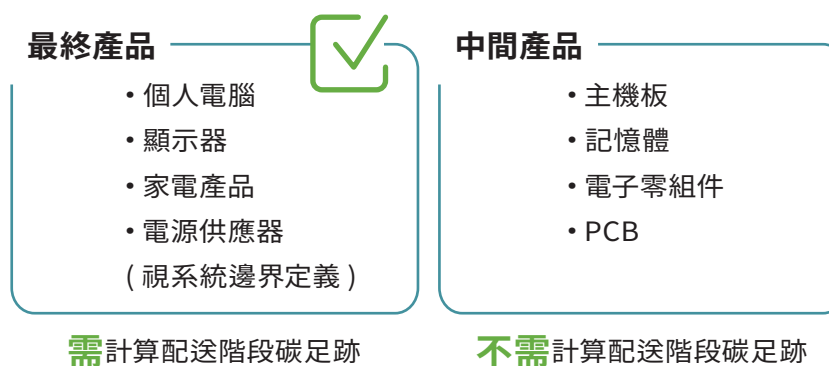 最終產品
• 個人電腦
• 顯示器
• 家電產品
• 電源供應器
( 視系統邊界定義 )
需計算配送階段碳足跡
中間產品
• 主機板
• 記憶體
• 電子零組件
• PCB
不需計算配送階段碳足跡